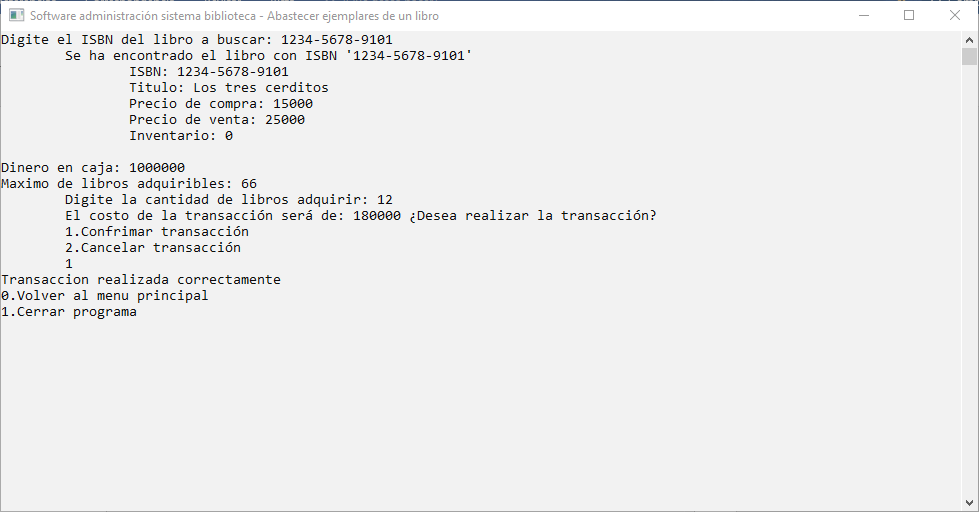 Software administración sistema biblioteca - Abastecer ejemplares de un libro
Digite el ISBN del libro a buscar: 1234-5678-9101
Se ha encontrado el libro con ISBN '1234-5678-9101'
ISBN: 1234-5678-9101
Titulo: Los tres cerditos
Precio de compra: 15000
Precio de venta: 25000
Inventario: 0
Dinero en caja: 1000000
Maximo de libros adquiribles: 66
Digite la cantidad de libros adquirir: 12
El costo de la transacción será de: 180000 ¿Desea realizar la transacción?
1.Confrimar transacción
2.Cancelar transacción
1
Transaccion realizada correctamente
0.Volver al menu principal
1.Cerrar programa